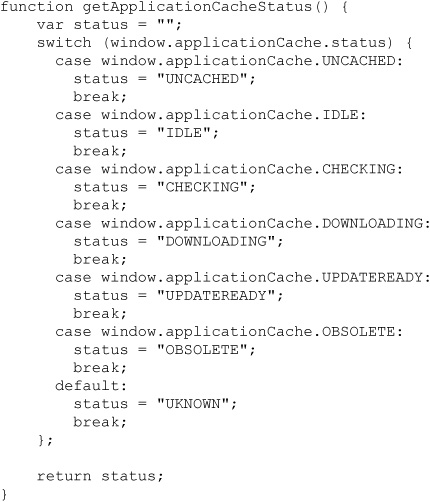 function getApplicationCacheStatus() {
    var status = "";
    switch (window.applicationCache.status) {
      case window.applicationCache.UNCACHED:
        status = "UNCACHED";
        break;
      case window.applicationCache.IDLE:
        status = "IDLE";
        break;
      case window.applicationCache.CHECKING:
        status = "CHECKING";
        break;
      case window.applicationCache.DOWNLOADING:
        status = "DOWNLOADING";
        break;
      case window.applicationCache.UPDATEREADY:
        status = "UPDATEREADY";
        break;
      case window.applicationCache.OBSOLETE:
        status = "OBSOLETE";
        break;
      default:
        status = "UKNOWN";
        break;
    };

    return status;
}